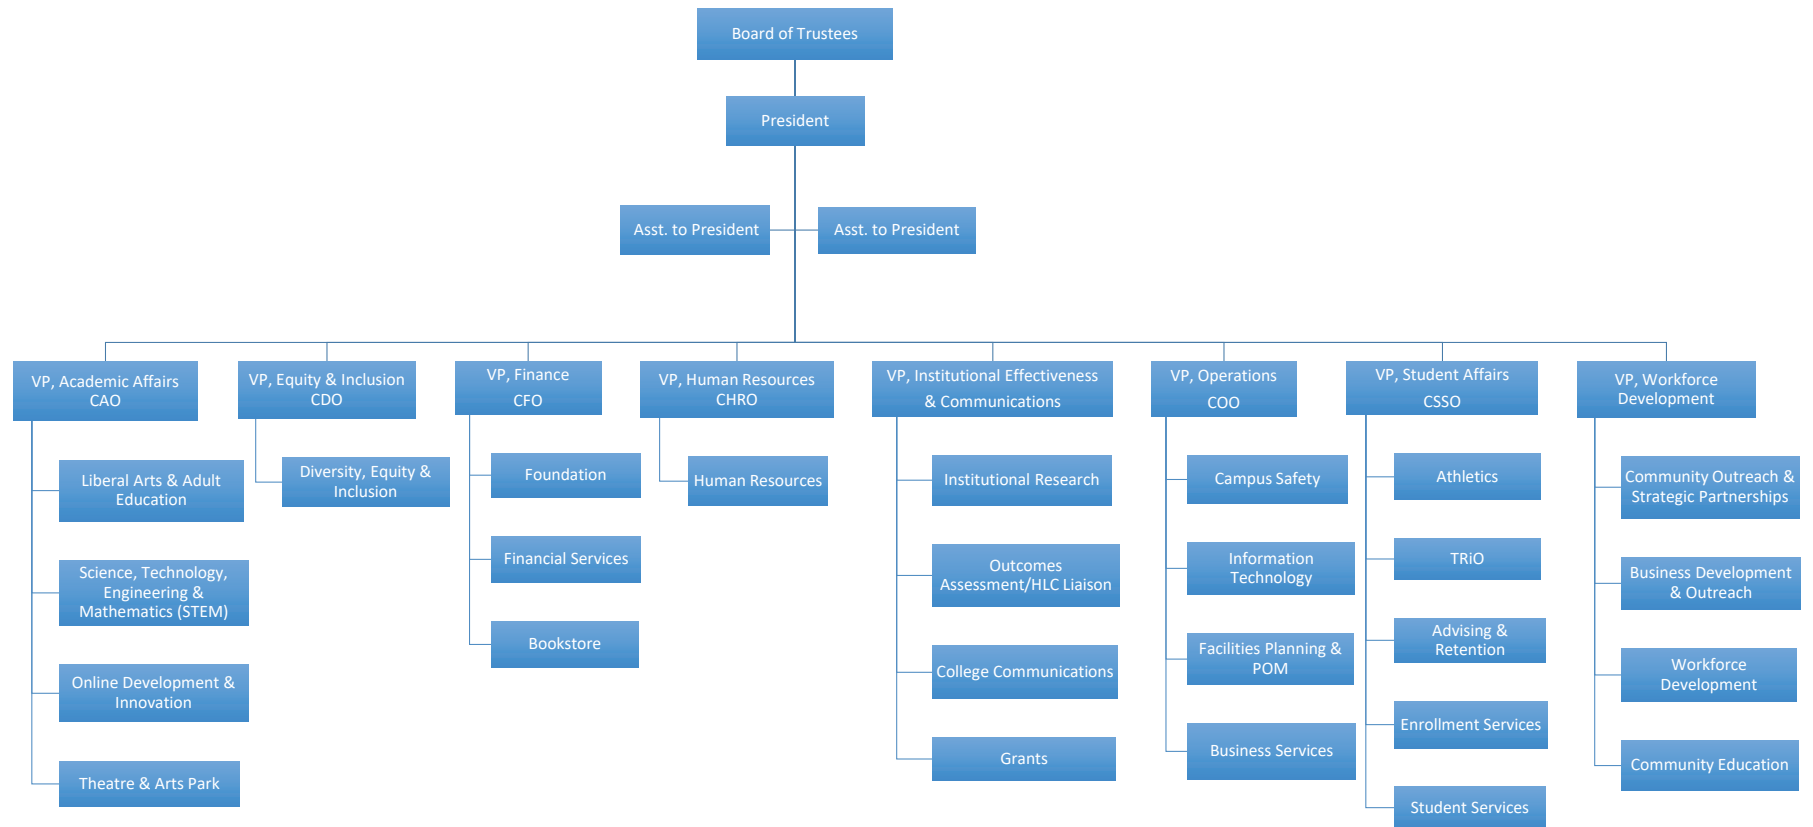 Board of Trustees
President
Asst. to President
Asst. to President
VP, Academic Affairs
CAO
Liberal Arts & Adult
Education
Science, Technology,
Engineering &
Mathematics (STEM)
Online Development &
Innovation
Theatre & Arts Park
VP, Equity & Inclusion
CDO
Diversity, Equity &
Inclusion
VP, Finance
CFO
Foundation
Financial Services
Bookstore
VP, Human Resources
CHRO
Human Resources
VP, Institutional Effectiveness
& Communications
Institutional Research
Outcomes
Assessment/HLC Liaison
College Communications
Grants
VP, Operations
COO
Campus Safety
Information
Technology
Facilities Planning &
POM
Business Services
VP, Student Affairs
CSSO
Athletics
TRiO
Advising &
Retention
Enrollment Services
Student Services
VP, Workforce
Development
Community Outreach &
Strategic Partnerships
Business Development
& Outreach
Workforce
Development
Community Education